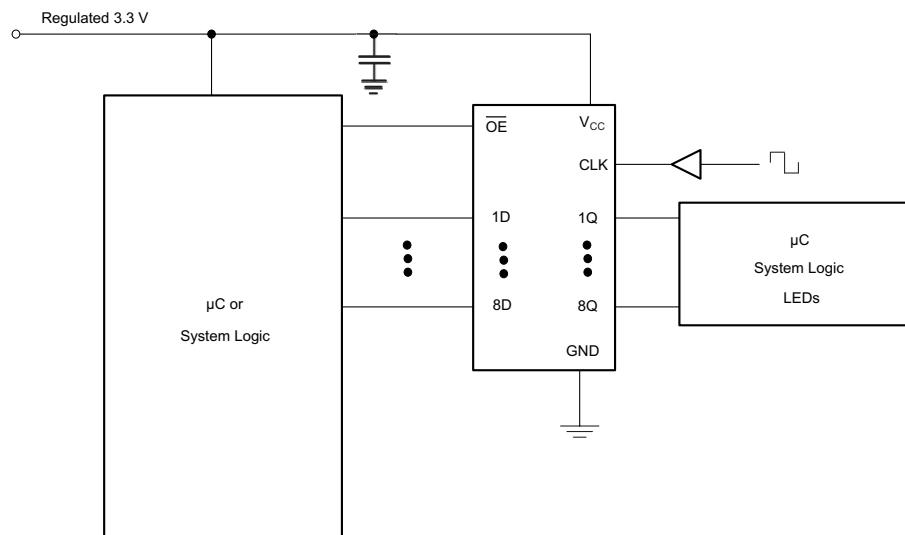 Regulated 3.3 V
OE
VCC
CLK
1D
1Q
8D
8Q
GND
µC or
System Logic
µC
System Logic
LEDs